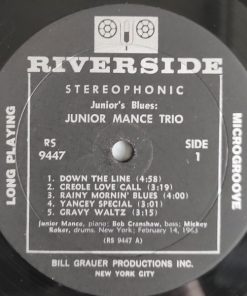 RIVERSIDE
STEREOPHONIC
Junior's Blues:
JUNIOR MANCE TRIO
RS
9447
SIDE
1
LONG PLAYING
MICROGROOVE
1. DOWN THE LINE (4:58)
2. CREOLE LOVE CALL (3:19)
3. RAINY MORNIN' BLUES (4:00)
4. YANCEY SPECIAL (3:01)
5. GRAVY WALTZ (3:15)
Junior Mance, piano; Bob Cranshaw, bass; Mickey
Roker, drums. New York; February 14, 1963
(RS 9447 A)
BILL GRAUER PRODUCTIONS INC.
NEW YORK CITY